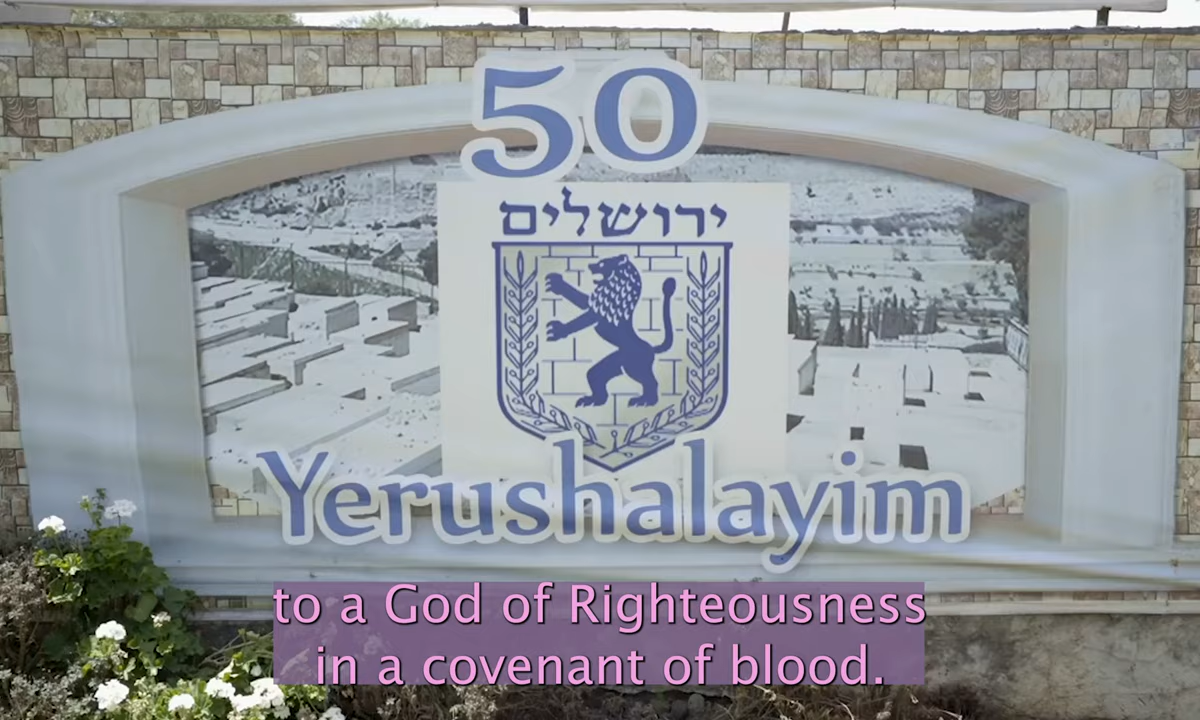 50
ירושלים
Yerushalayim
to a God of Righteousness
in a covenant of blood.